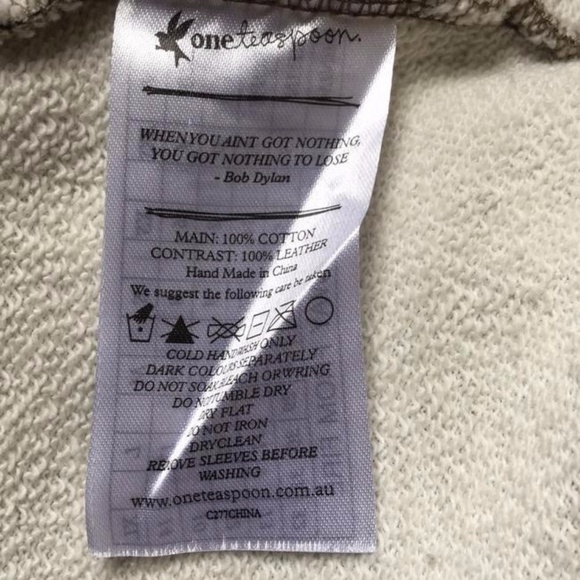 oneteaspoon.
WHEN YOU AINT GOT NOTHING,
YOU GOT NOTHING TO LOSE
- Bob Dylan
MAIN: 100% COTTON
CONTRAST: 100% LEATHER
Hand Made in China
We suggest the following care be taken
COLD HANDWASH ONLY
DARK COLOURS SEPARATELY
DO NOT SOAK BLEACH OR WRING
DO NOT TUMBLE DRY
DRY FLAT
DO NOT IRON
DRYCLEAN
REMOVE SLEEVES BEFORE
WASHING
www.oneteaspoon.com.au
C277CHINA